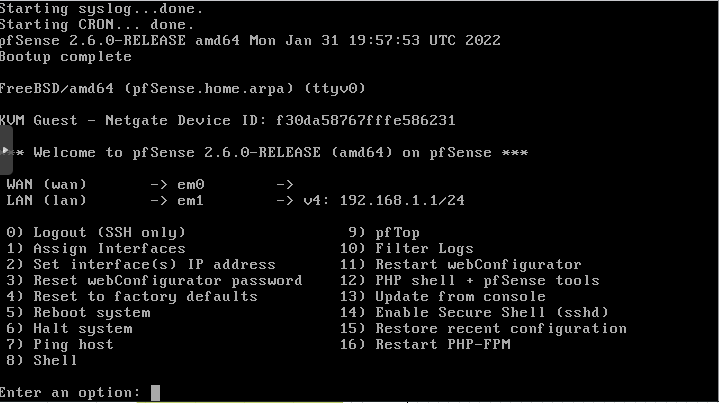 Starting syslog...done.
Starting CRON... done.
pfSense 2.6.0-RELEASE amd64 Mon Jan 31 19:57:53 UTC 2022
Bootup complete

FreeBSD/amd64 (pfSense.home.arpa) (ttyv0)

KVM Guest - Netgate Device ID: f30da58767fffe586231

*** Welcome to pfSense 2.6.0-RELEASE (amd64) on pfSense ***

 WAN (wan)       -> em0        ->
 LAN (lan)       -> em1        -> v4: 192.168.1.1/24

 0) Logout (SSH only)                  9) pfTop
 1) Assign Interfaces                 10) Filter Logs
 2) Set interface(s) IP address       11) Restart webConfigurator
 3) Reset webConfigurator password    12) PHP shell + pfSense tools
 4) Reset to factory defaults         13) Update from console
 5) Reboot system                     14) Enable Secure Shell (sshd)
 6) Halt system                       15) Restore recent configuration
 7) Ping host                         16) Restart PHP-FPM
 8) Shell

Enter an option: